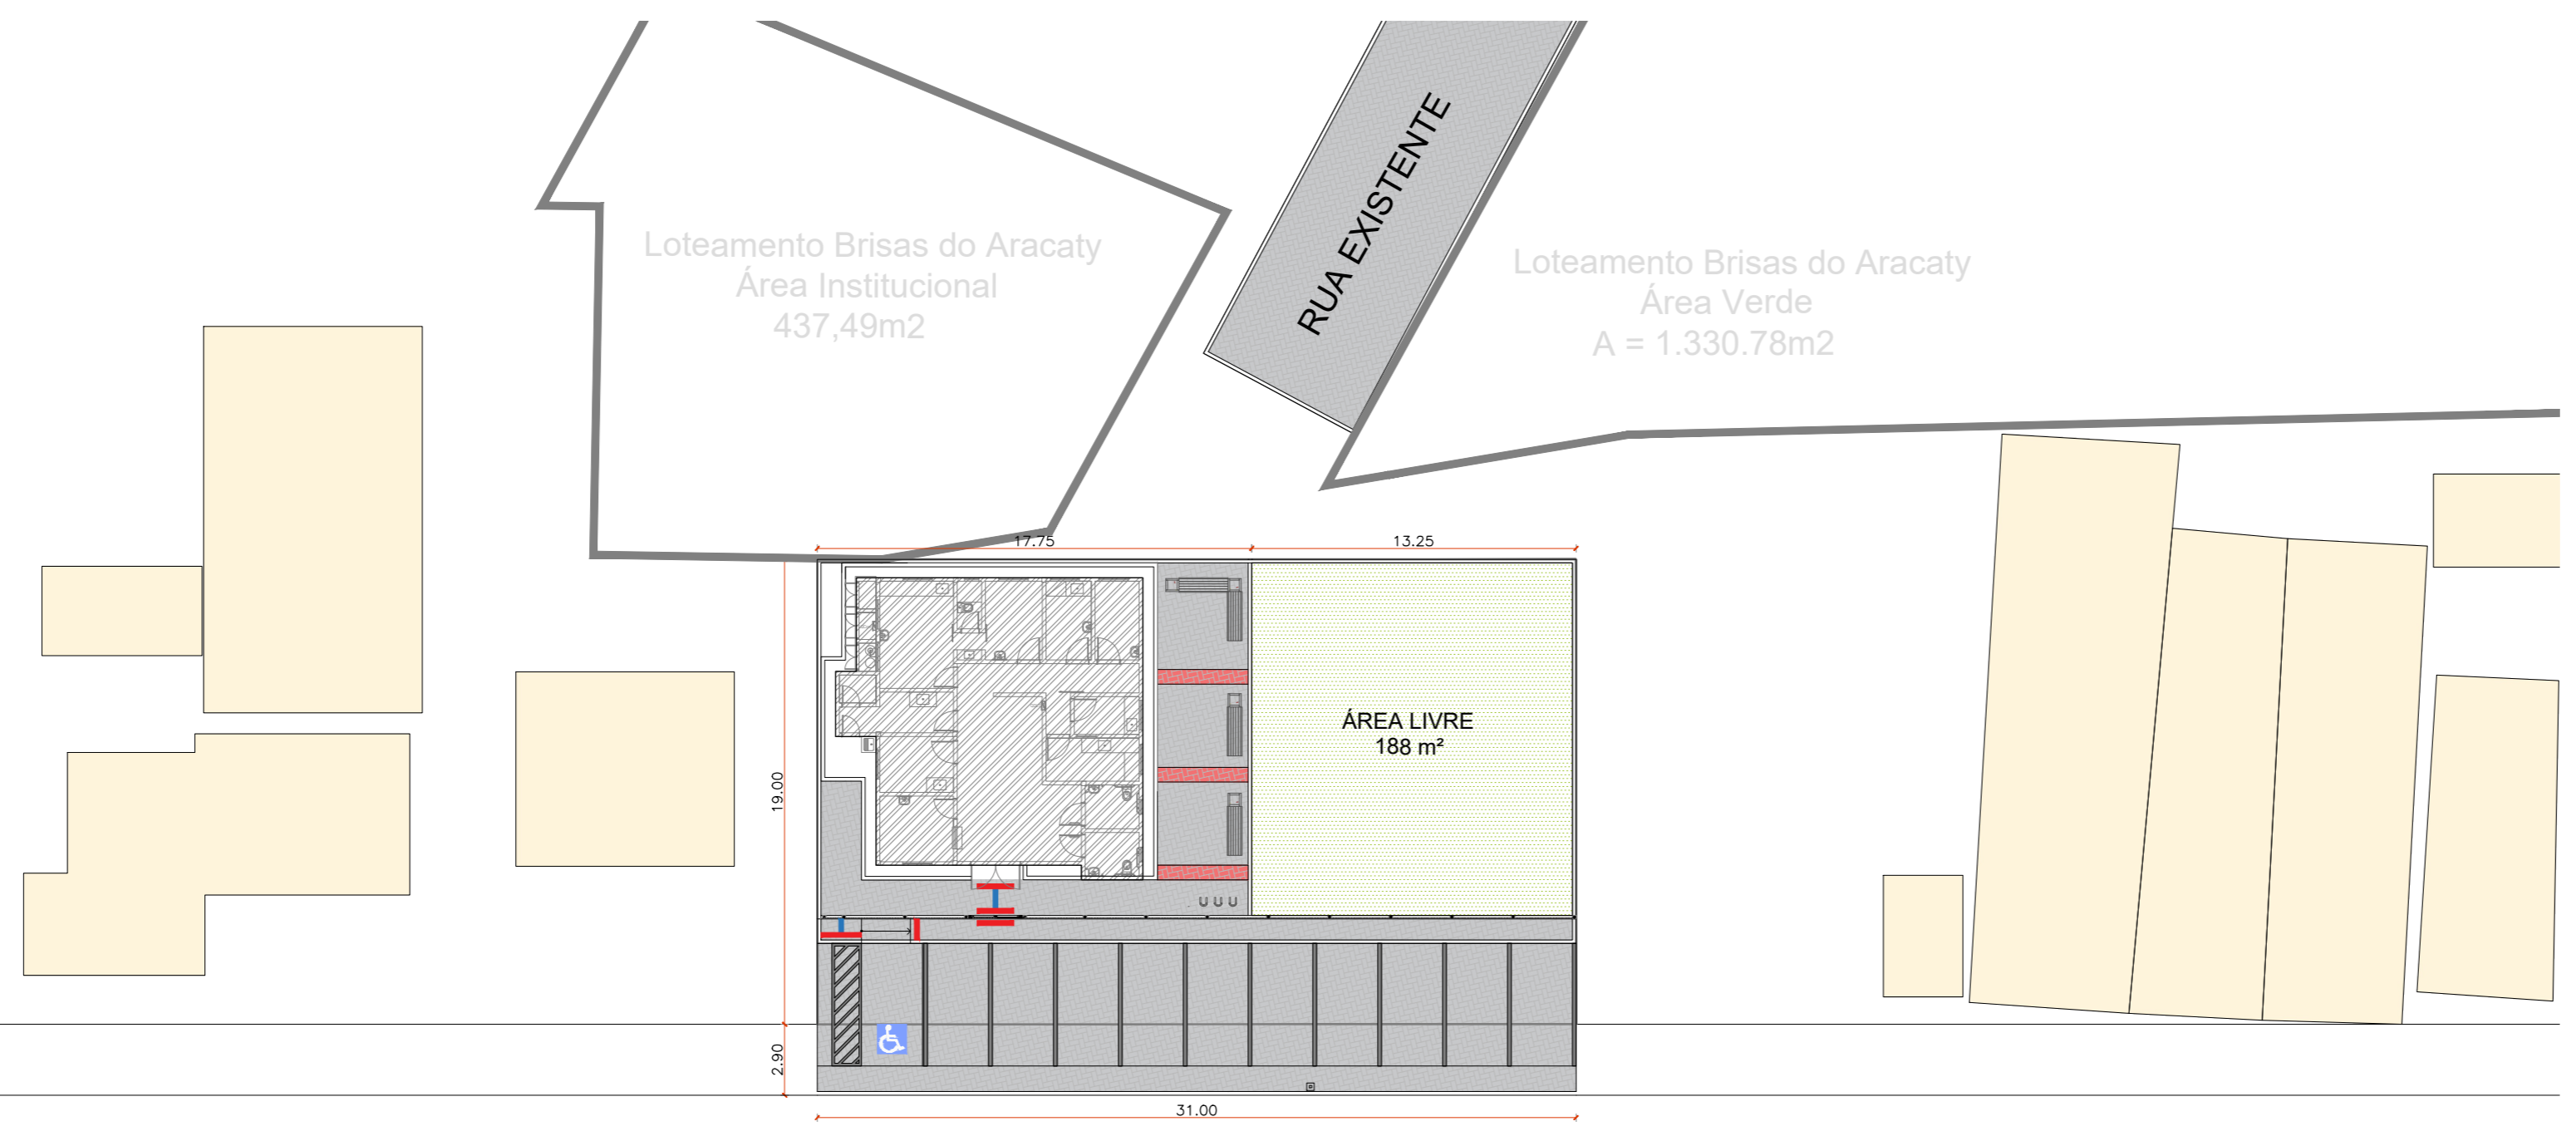 RUA EXISTENTE
Loteamento Brisas do Aracaty
Área Institucional
437,49m2
Loteamento Brisas do Aracaty
Área Verde
A = 1.330.78m2
17.75
13.25
ÁREA LIVRE
188 m²
19.00
2.90
31.00